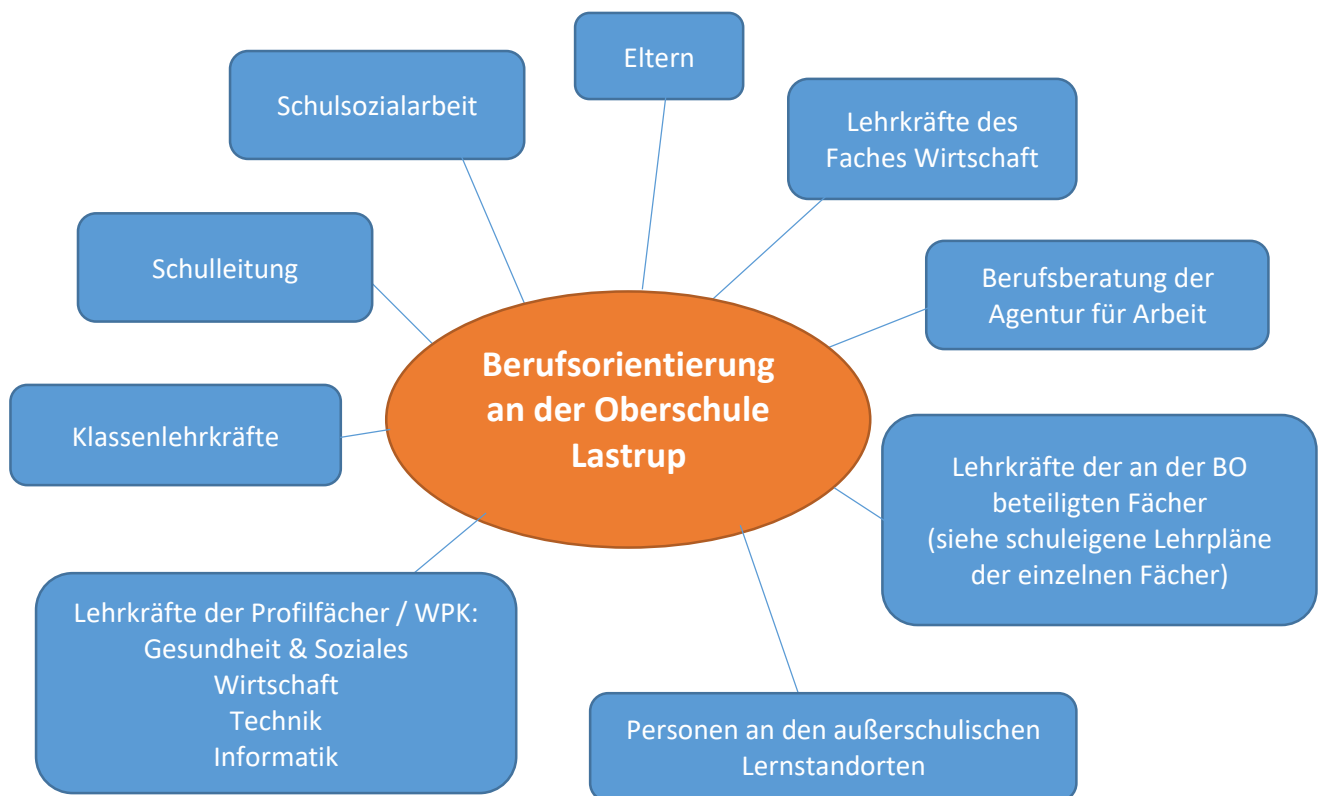 Eltern
Schulsozialarbeit
Lehrkräfte des
Faches Wirtschaft
Schulleitung
Berufsberatung der
Agentur für Arbeit
Berufsorientierung
an der Oberschule
Lastrup
Klassenlehrkräfte
Lehrkräfte der an der BO
beteiligten Fächer
(siehe schuleigene Lehrpläne
der einzelnen Fächer)
Lehrkräfte der Profilfächer / WPK:
Gesundheit & Soziales
Wirtschaft
Technik
Informatik
Personen an den außerschulischen
Lernstandorten